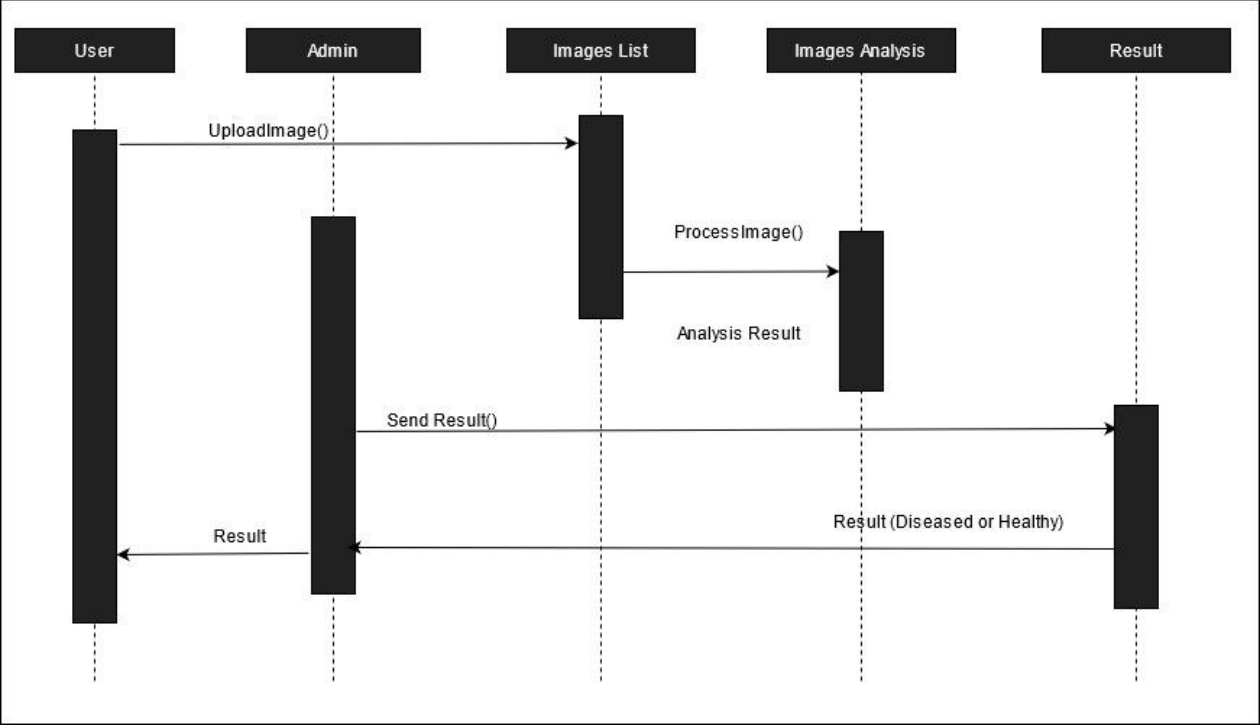 User
Admin
Images List
Images Analysis
Result
UploadImage()
ProcessImage()
Analysis Result
Send Result()
Result (Diseased or Healthy)
Result